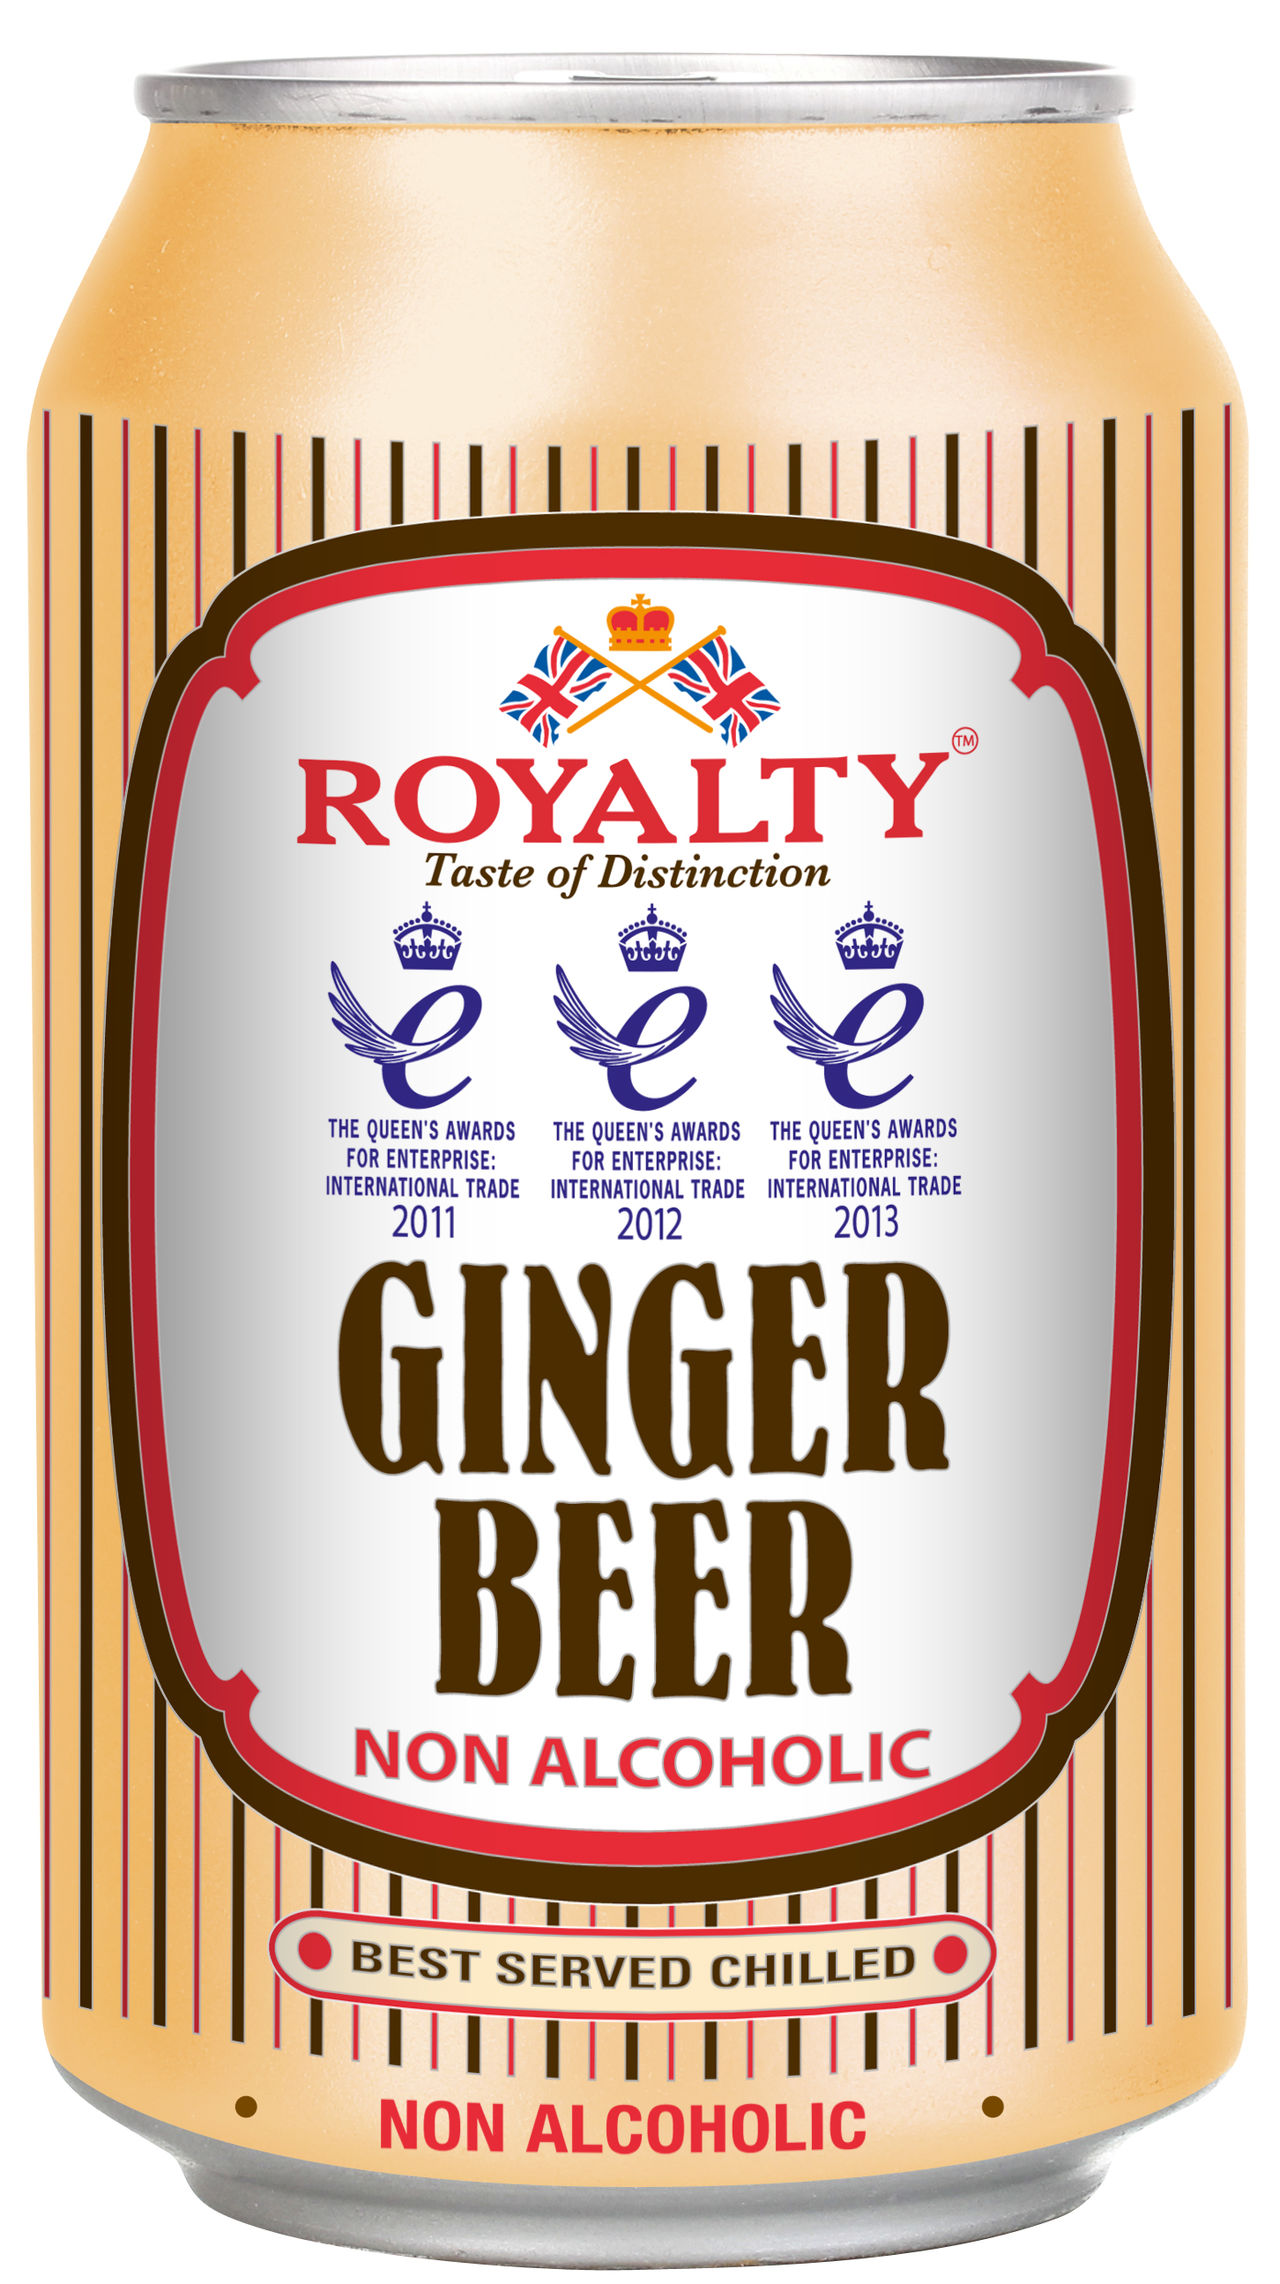 ROYALTY™
Taste of Distinction
THE QUEEN'S AWARDS
FOR ENTERPRISE:
INTERNATIONAL TRADE
2011
THE QUEEN'S AWARDS
FOR ENTERPRISE:
INTERNATIONAL TRADE
2012
THE QUEEN'S AWARDS
FOR ENTERPRISE:
INTERNATIONAL TRADE
2013
GINGER
BEER
NON ALCOHOLIC
BEST SERVED CHILLED
NON ALCOHOLIC